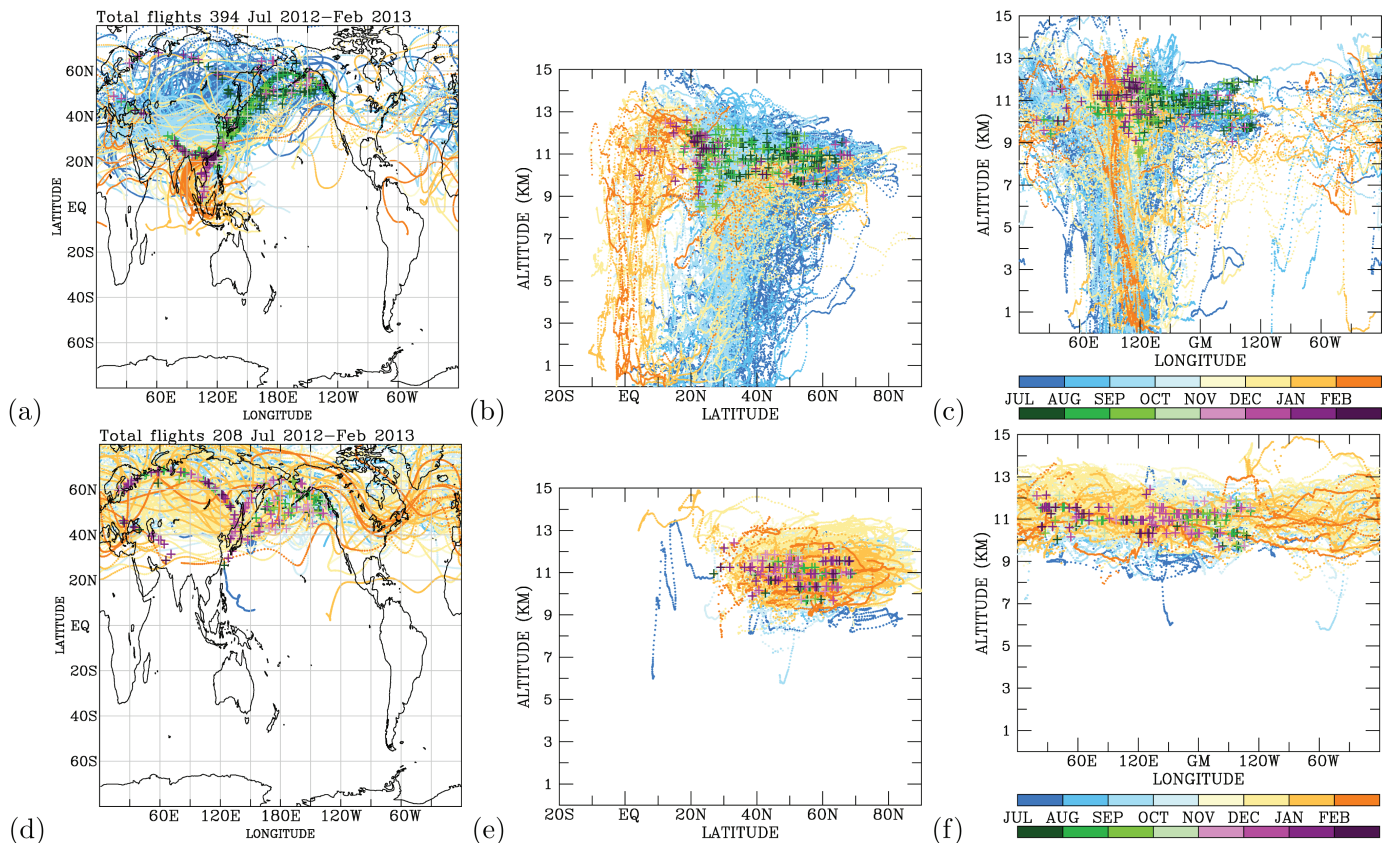 Total flights 394 Jul 2012-Feb 2013
60N
40N
20N
EQ
20S
40S
60S
LATITUDE
60E 120E 180E 120W 60W
LONGITUDE
(a)
15
13
11
9
7
5
3
1
ALTITUDE (KM)
20S EQ 20N 40N 60N 80N
LATITUDE
(b)
15
13
11
9
7
5
3
1
ALTITUDE (KM)
60E 120E GM 120W 60W
LONGITUDE
(c)
JUL AUG SEP OCT NOV DEC JAN FEB
Total flights 208 Jul 2012-Feb 2013
60N
40N
20N
EQ
20S
40S
60S
LATITUDE
60E 120E 180E 120W 60W
LONGITUDE
(d)
15
13
11
9
7
5
3
1
ALTITUDE (KM)
20S EQ 20N 40N 60N 80N
LATITUDE
(e)
15
13
11
9
7
5
3
1
ALTITUDE (KM)
60E 120E GM 120W 60W
LONGITUDE
(f)
JUL AUG SEP OCT NOV DEC JAN FEB